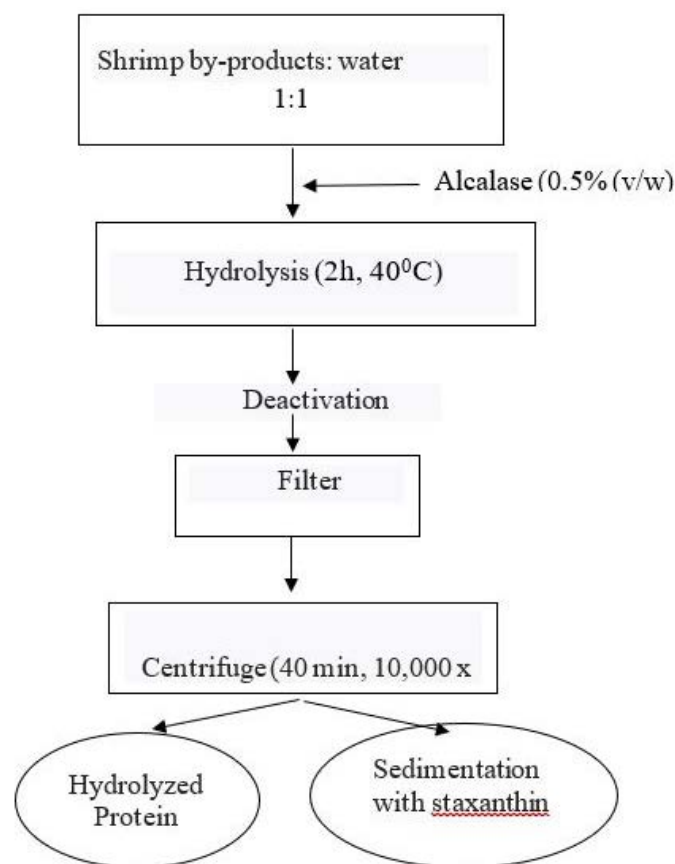 Shrimp by-products: water
1:1
Alcalase (0.5% (v/w)
Hydrolysis (2h, 40⁰C)
Deactivation
Filter
Centrifuge (40 min, 10,000 x
Hydrolyzed
Protein
Sedimentation
with staxanthin